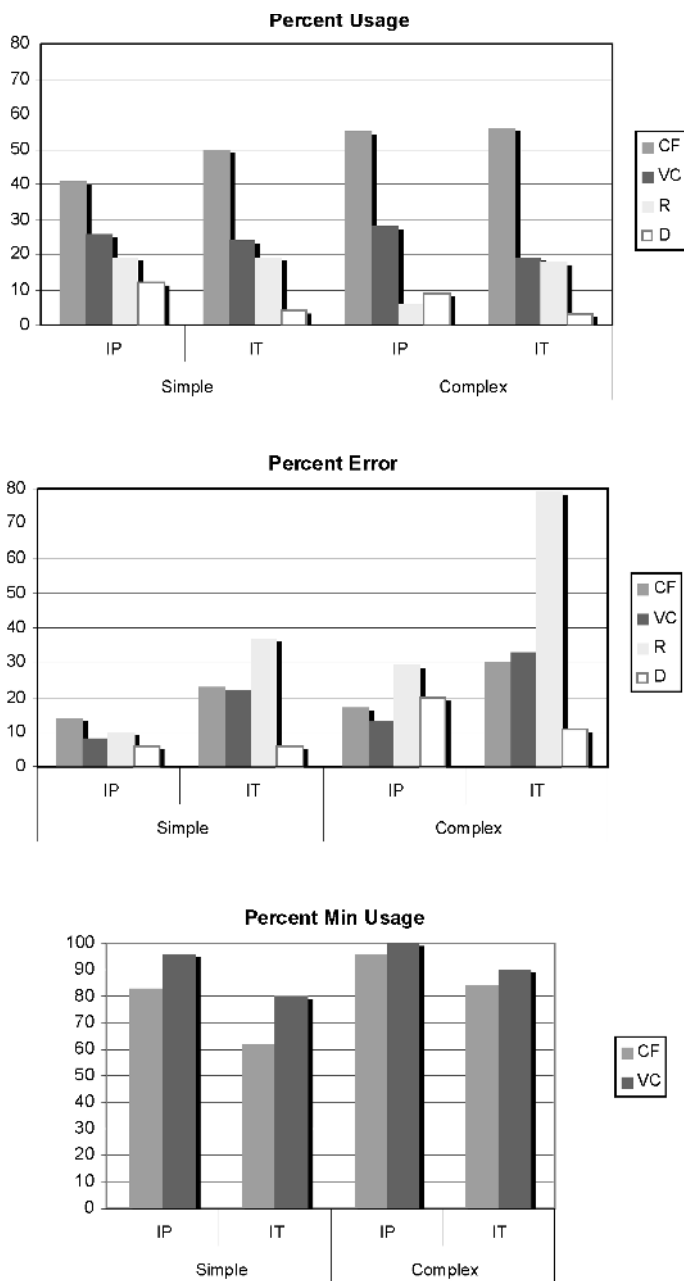 Percent Usage
80
70
60
50
40
30
20
10
0
CF
VC
R
D
IP IT IP IT
Simple Complex
Percent Error
80
70
60
50
40
30
20
10
0
CF
VC
R
D
IP IT IP IT
Simple Complex
Percent Min Usage
100
90
80
70
60
50
40
30
20
10
0
CF
VC
IP IT IP IT
Simple Complex